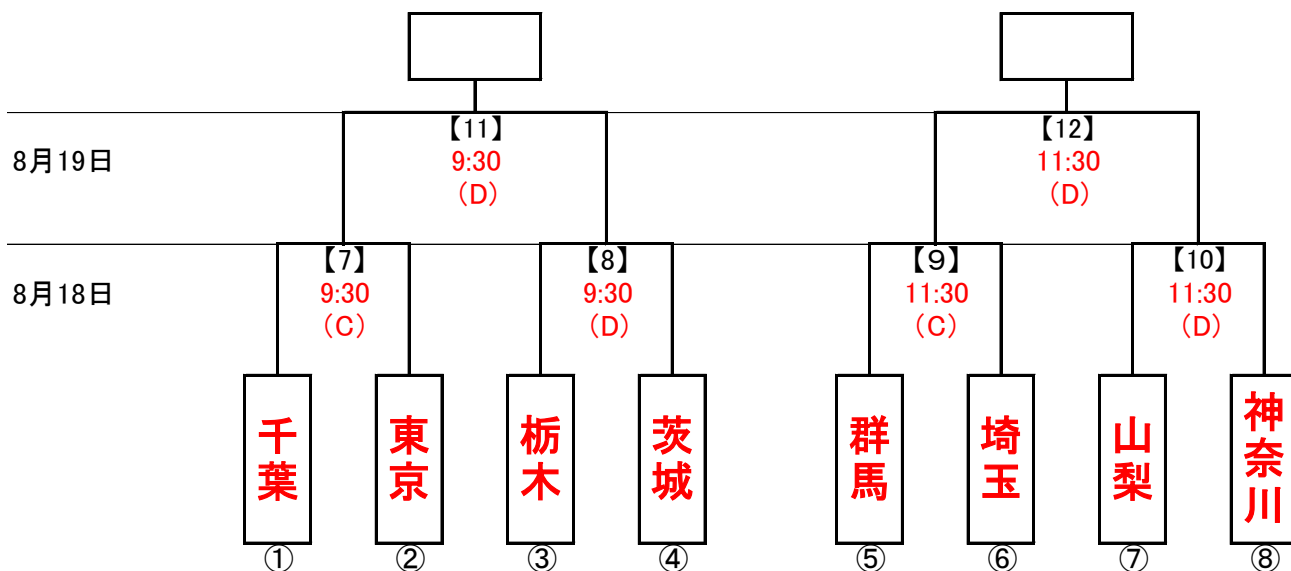 【11】
9:30
（D）
【12】
11:30
（D）
8月19日
【7】
9:30
（C）
【8】
9:30
（D）
【9】
11:30
（C）
【10】
11:30
（D）
8月18日
千葉
東京
栃木
茨城
群馬
埼玉
山梨
神奈川
①
②
③
④
⑤
⑥
⑦
⑧